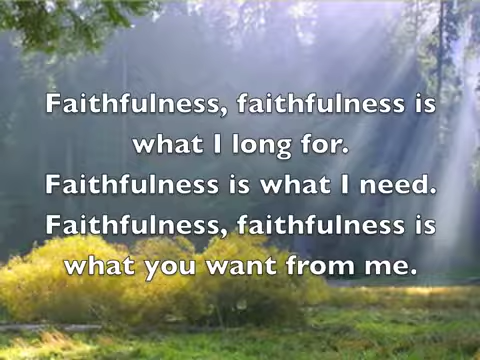 Faithfulness, faithfulness is
what I long for.
Faithfulness is what I need.
Faithfulness, faithfulness is
what you want from me.